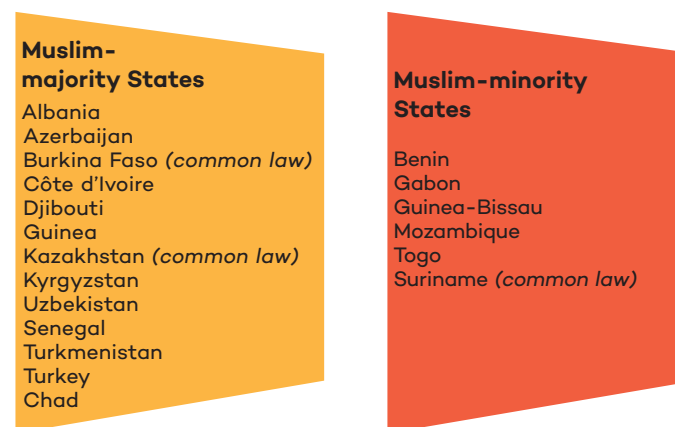 Muslim-
majority States
Albania
Azerbaijan
Burkina Faso (common law)
Côte d'Ivoire
Djibouti
Guinea
Kazakhstan (common law)
Kyrgyzstan
Uzbekistan
Senegal
Turkmenistan
Turkey
Chad
Muslim-minority
States
Benin
Gabon
Guinea-Bissau
Mozambique
Togo
Suriname (common law)